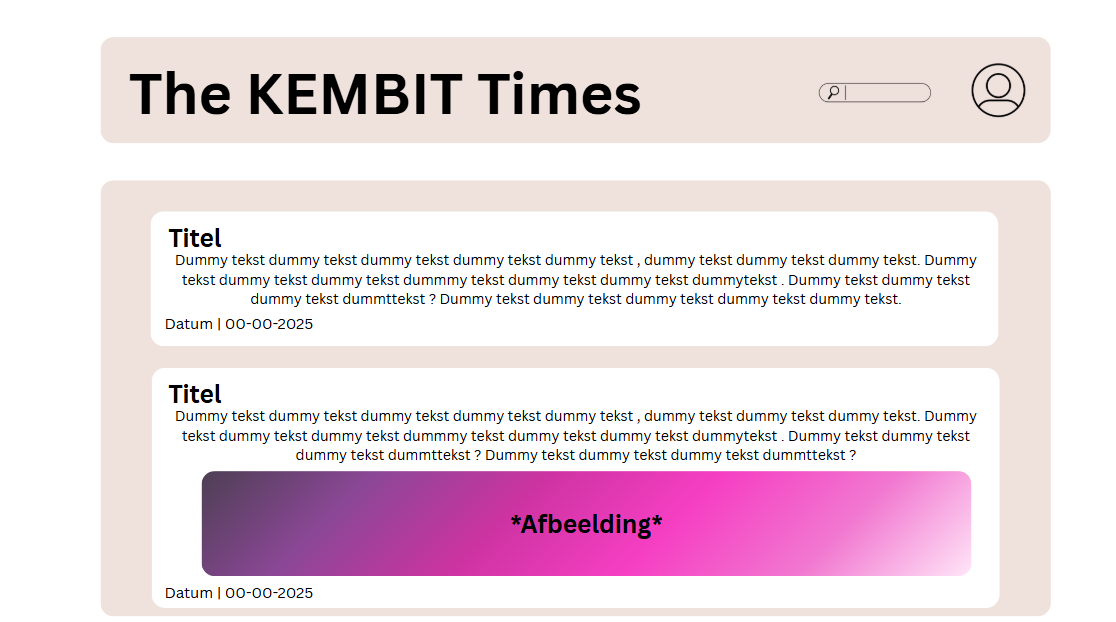 The KEMBIT Times
Titel
Dummy tekst dummy tekst dummy tekst dummy tekst dummy tekst , dummy tekst dummy tekst dummy tekst. Dummy
tekst dummy tekst dummy tekst dummmy tekst dummy tekst dummy tekst dummytekst . Dummy tekst dummy tekst
dummy tekst dummttekst ? Dummy tekst dummy tekst dummy tekst dummy tekst dummy tekst.
Datum | 00-00-2025
Titel
Dummy tekst dummy tekst dummy tekst dummy tekst dummy tekst , dummy tekst dummy tekst dummy tekst. Dummy
tekst dummy tekst dummy tekst dummmy tekst dummy tekst dummy tekst dummytekst . Dummy tekst dummy tekst
dummy tekst dummttekst ? Dummy tekst dummy tekst dummy tekst dummttekst ?
*Afbeelding*
Datum | 00-00-2025